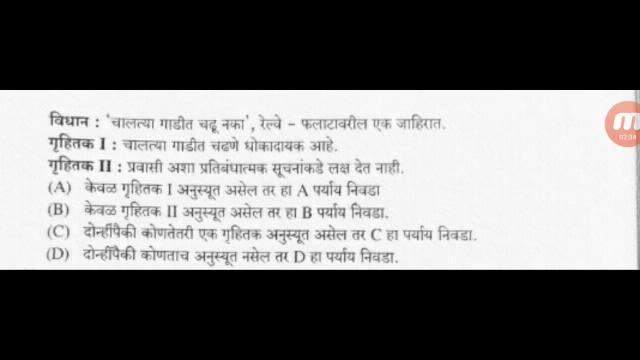 विधान : 'चालत्या गाडीत चढू नका', रेल्वे - फलाटावरील एक जाहिरात.
गृहितक I : चालत्या गाडीत चढणे धोकादायक आहे.
गृहितक II : प्रवासी अशा प्रतिबंधात्मक सूचनांकडे लक्ष देत नाही.
(A) केवळ गृहितक I अनुस्यूत असेल तर हा A पर्याय निवडा
(B) केवळ गृहितक II अनुस्यूत असेल तर हा B पर्याय निवडा.
(C) दोन्हींपैकी कोणतेतरी एक गृहितक अनुस्यूत असेल तर C हा पर्याय निवडा.
(D) दोन्हींपैकी कोणताच अनुस्यूत नसेल तर D हा पर्याय निवडा.